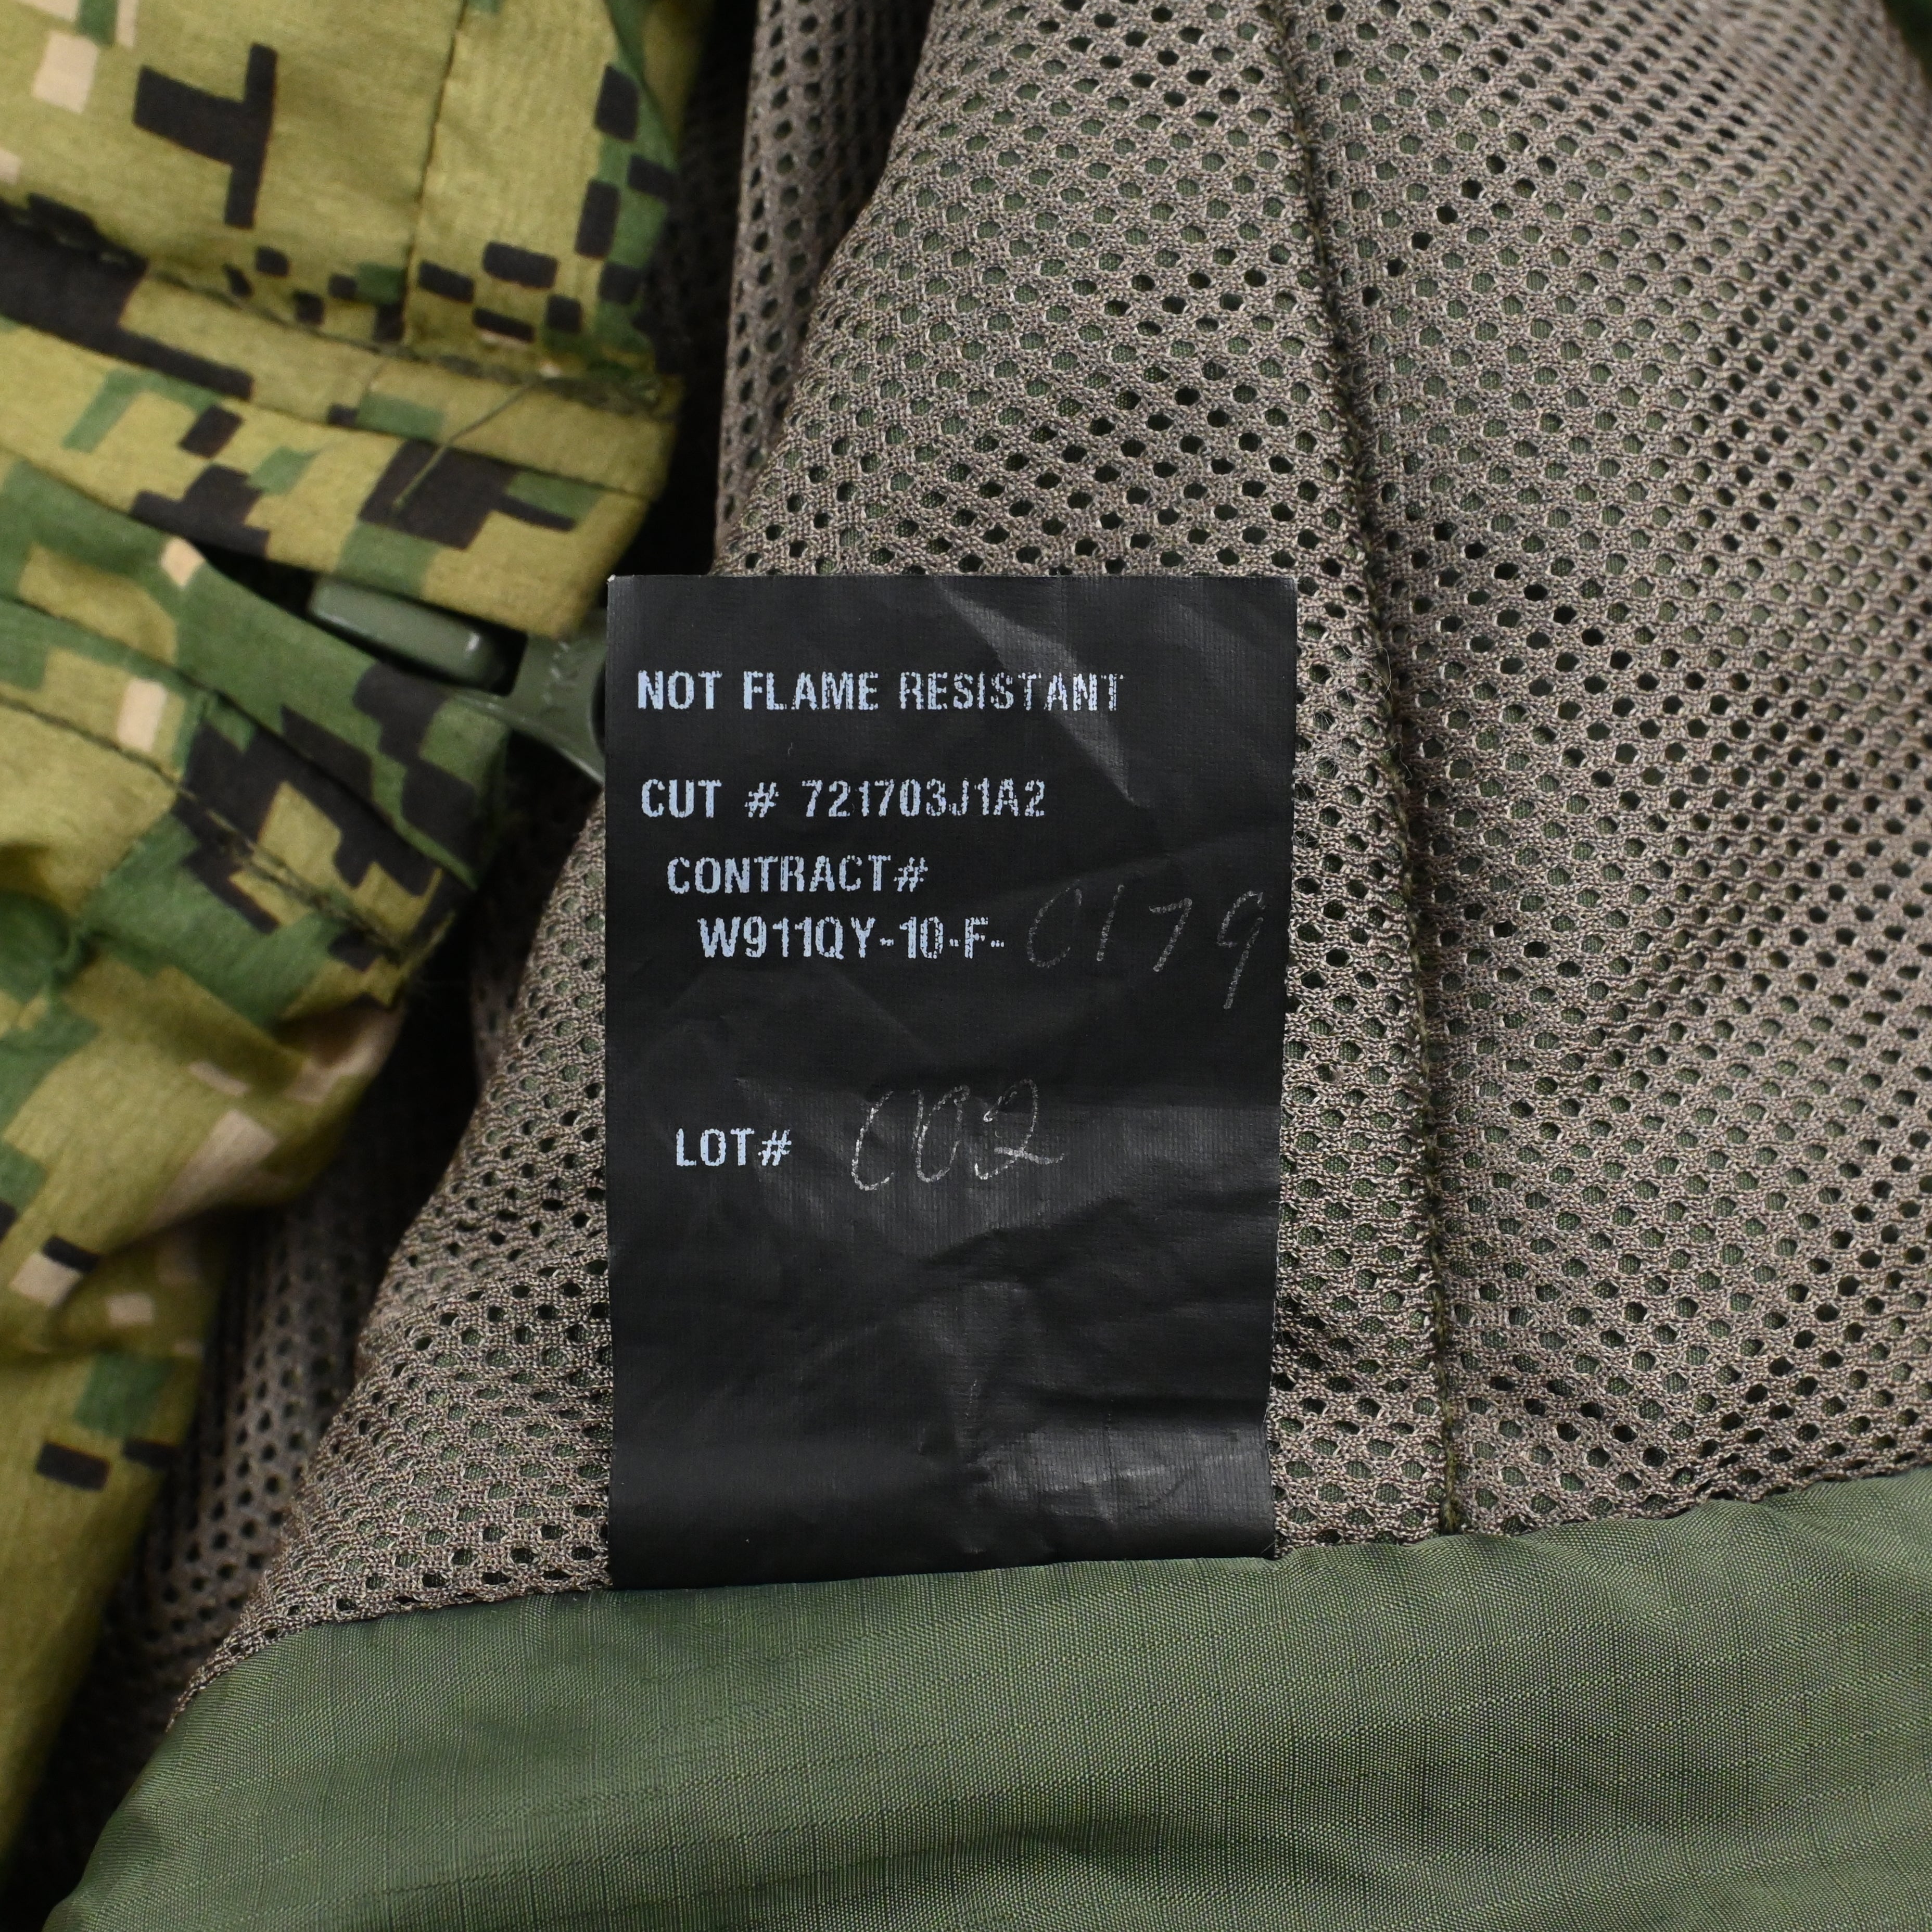 NOT FLAME RESISTANT
CUT # 721703J1A2
CONTRACT#
W911QY-10-F- 0179
LOT# 002